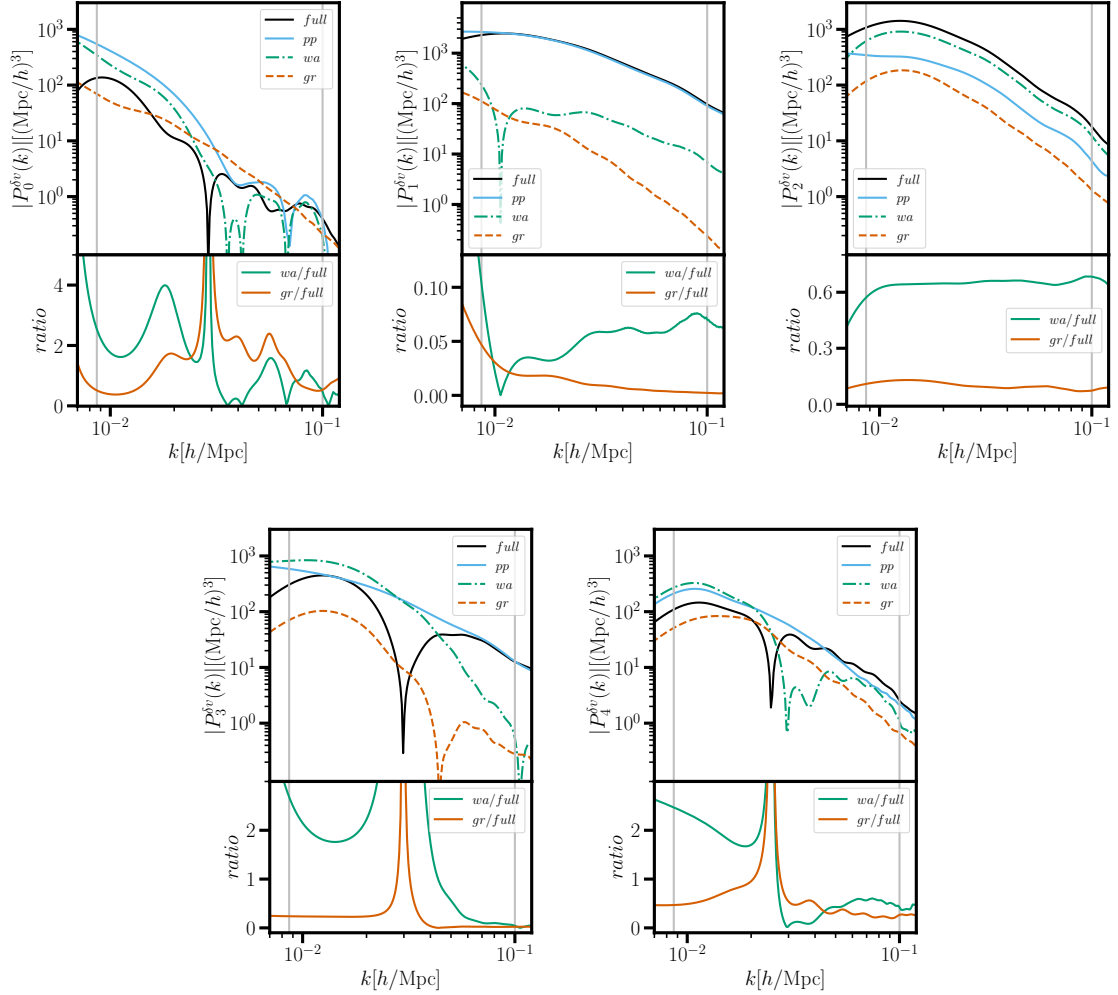 |P_0^{δv}(k)|[(Mpc/h)^3]
10^3
10^2
10^1
10^0
full
pp
wa
gr
ratio
4
2
0
wa/full
gr/full
10^{-2}
10^{-1}
k[h/Mpc]
|P_1^{δv}(k)|[(Mpc/h)^3]
10^3
10^2
10^1
10^0
full
pp
wa
gr
ratio
0.10
0.05
0.00
wa/full
gr/full
10^{-2}
10^{-1}
k[h/Mpc]
|P_2^{δv}(k)|[(Mpc/h)^3]
10^3
10^2
10^1
10^0
full
pp
wa
gr
ratio
0.6
0.3
0.0
wa/full
gr/full
10^{-2}
10^{-1}
k[h/Mpc]
|P_3^{δv}(k)|[(Mpc/h)^3]
10^3
10^2
10^1
10^0
full
pp
wa
gr
ratio
2
1
0
wa/full
gr/full
10^{-2}
10^{-1}
k[h/Mpc]
|P_4^{δv}(k)|[(Mpc/h)^3]
10^3
10^2
10^1
10^0
full
pp
wa
gr
ratio
2
1
0
wa/full
gr/full
10^{-2}
10^{-1}
k[h/Mpc]